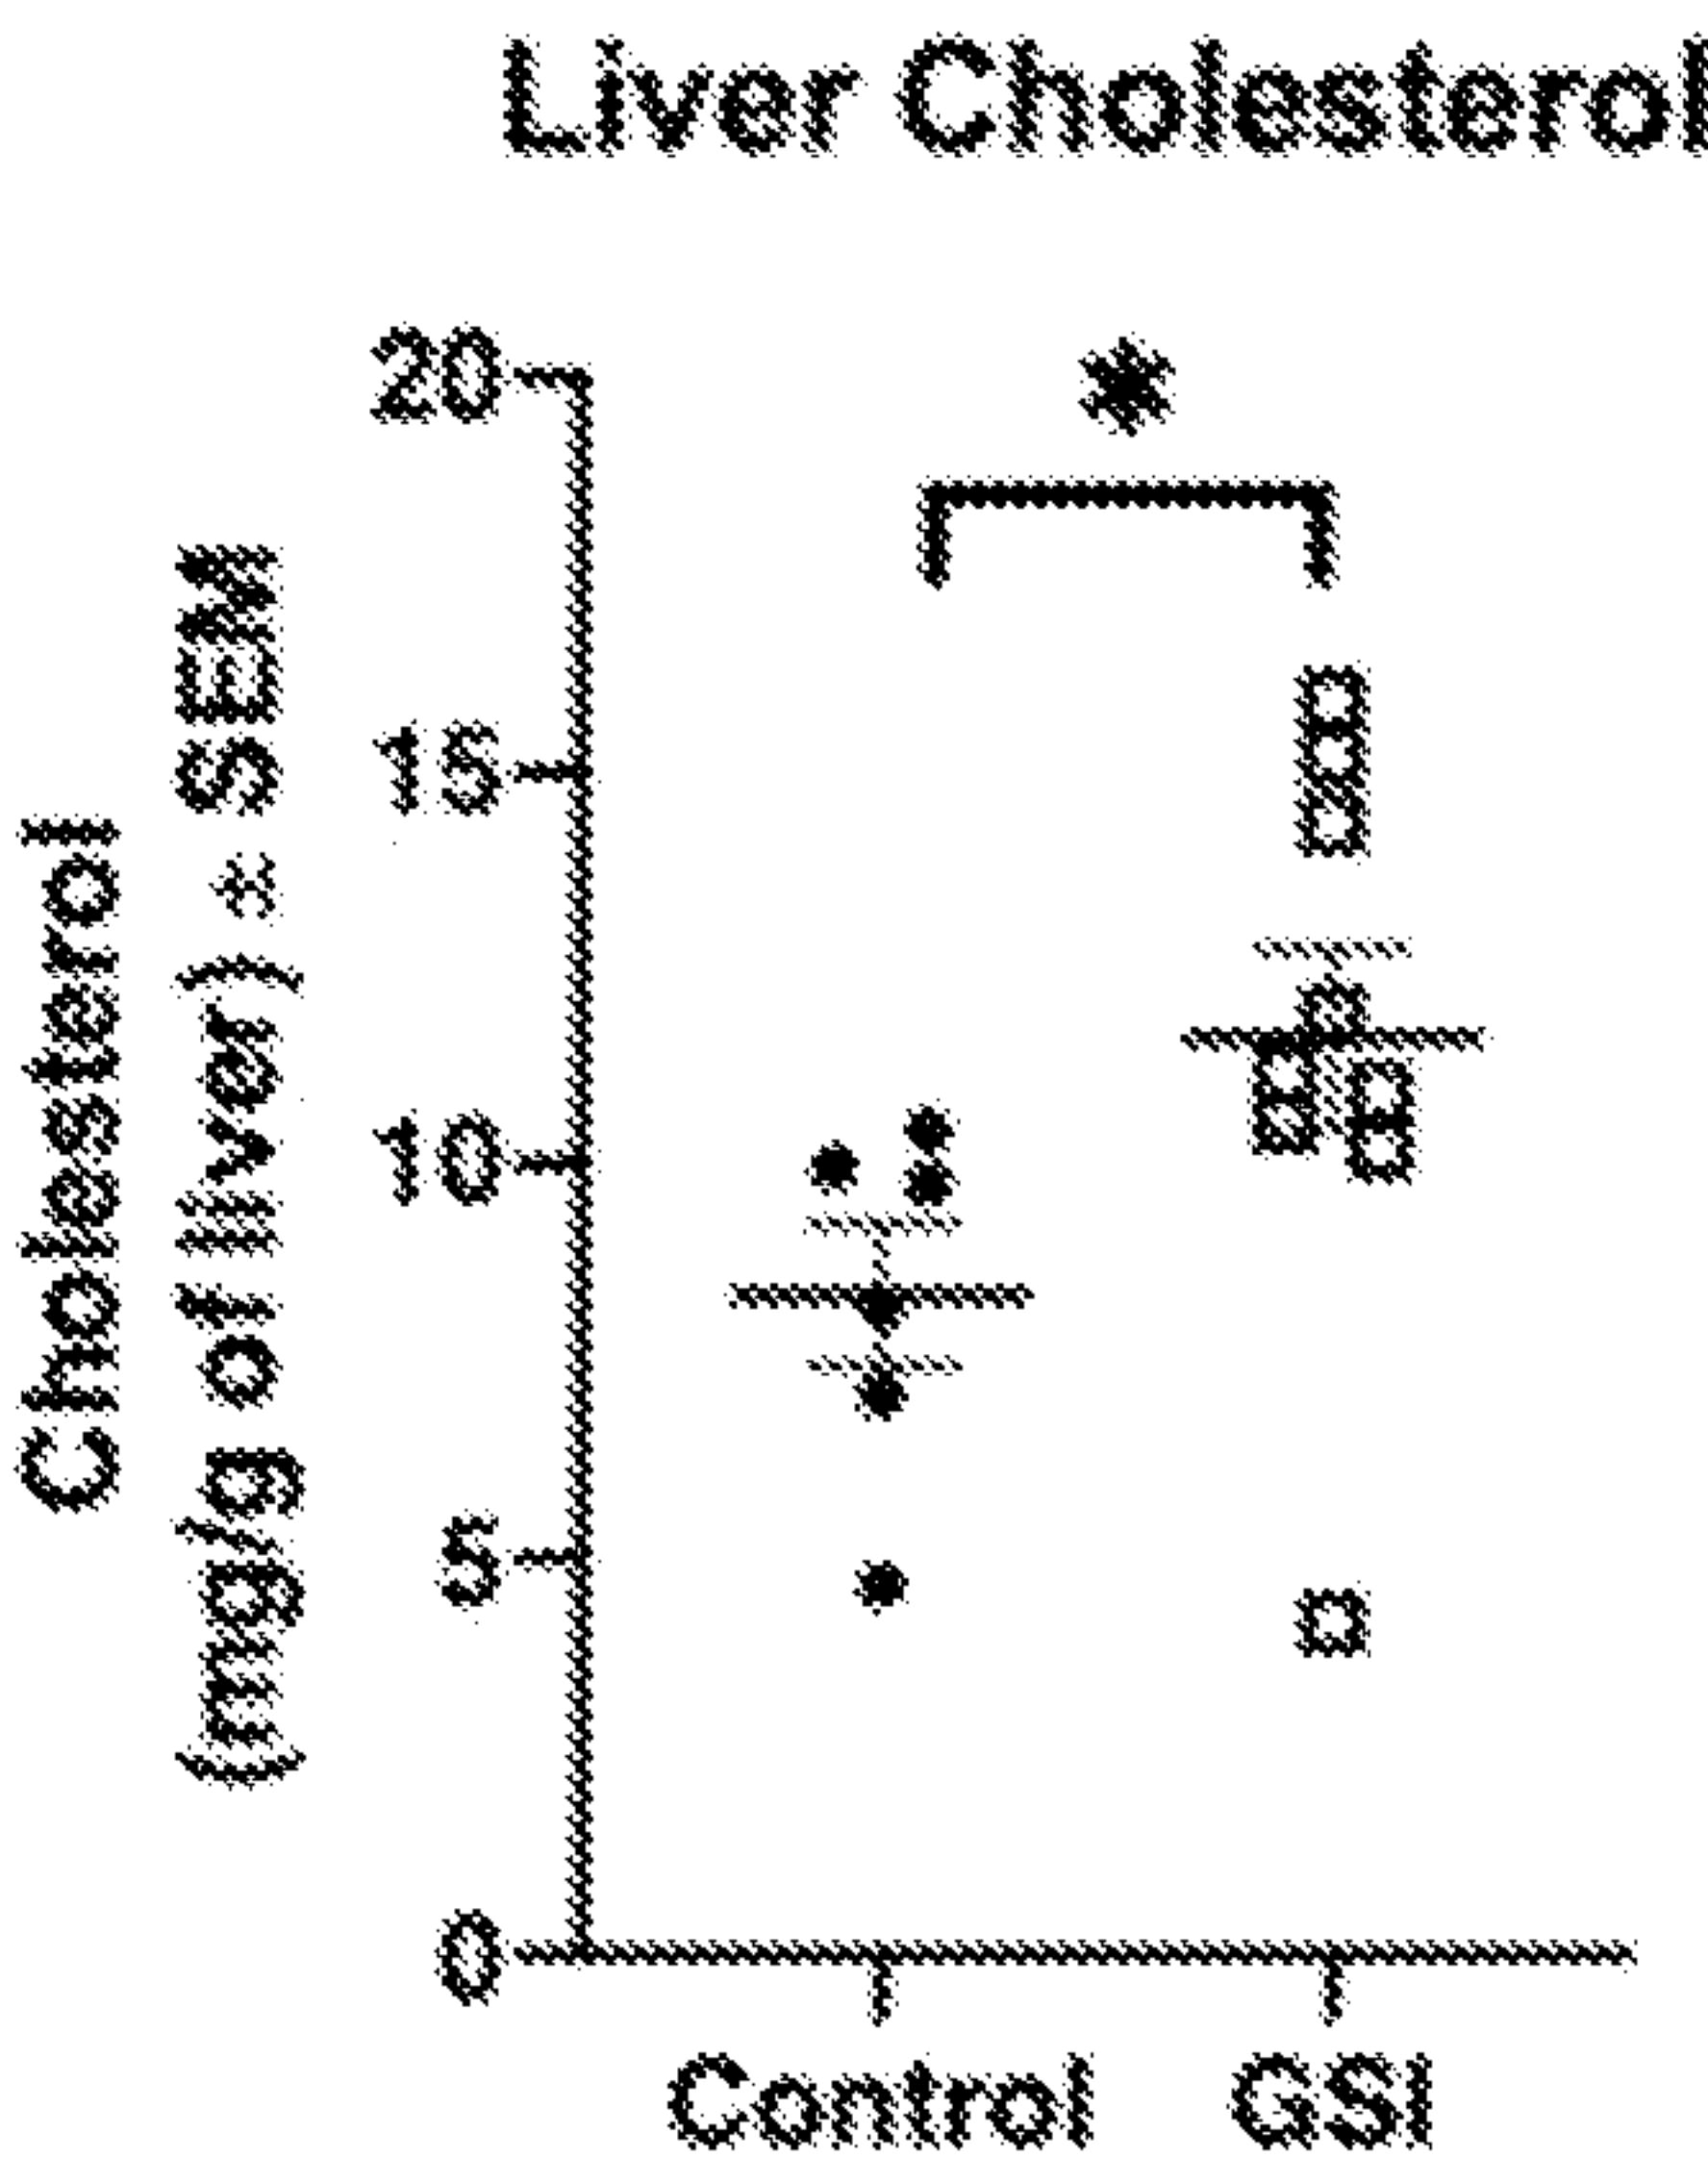 Liver Cholesterol
Cholesterol
(mg/g of liver) ± SEM
20
*
15
10
5
0
Control GSI